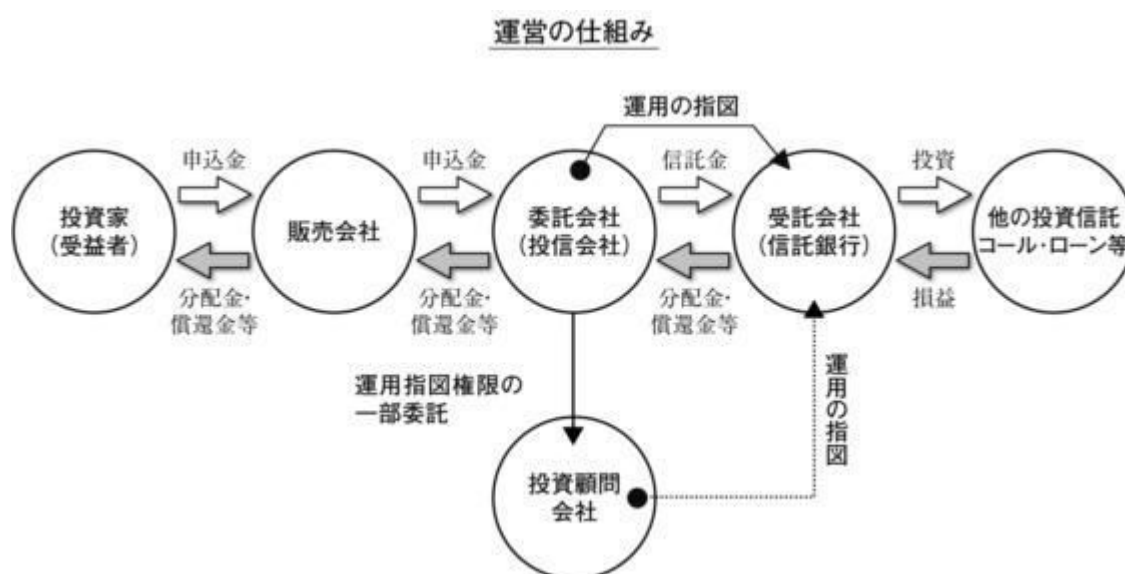 運営の仕組み
運用の指図
申込金
申込金
信託金
投資
投資家
(受益者)
販売会社
委託会社
(投信会社)
受託会社
(信託銀行)
他の投資信託
コール・ローン等
分配金・
償還金等
分配金・
償還金等
分配金・
償還金等
損益
運用指図権限の
一部委託
運用の指図
投資顧問
会社